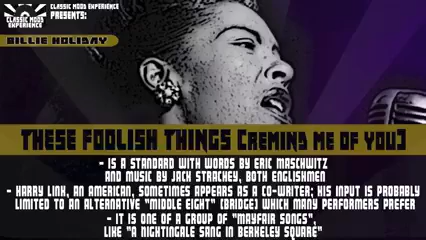 CLASSIC MOOD
EXPERIENCE
CLASSIC MOOD EXPERIENCE
PRESENTS:
BILLIE HOLIDAY
THESE FOOLISH THINGS (REMIND ME OF YOU)
- IS A STANDARD WITH WORDS BY ERIC MASCHWITZ
AND MUSIC BY JACK STRACHEY, BOTH ENGLISHMEN
- HARRY LINK, AN AMERICAN, SOMETIMES APPEARS AS A CO-WRITER; HIS INPUT IS PROBABLY
LIMITED TO AN ALTERNATIVE "MIDDLE EIGHT" (BRIDGE) WHICH MANY PERFORMERS PREFER
- IT IS ONE OF A GROUP OF "MAYFAIR SONGS",
LIKE "A NIGHTINGALE SANG IN BERKELEY SQUARE"